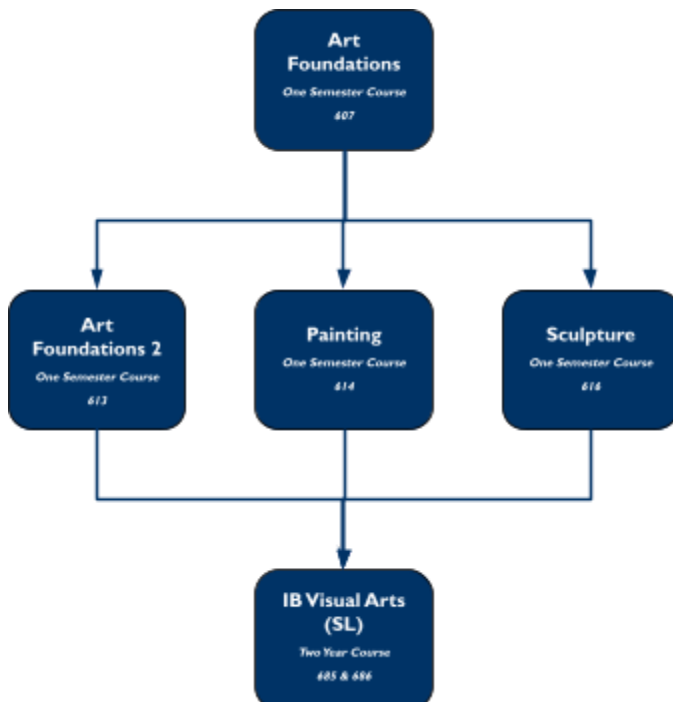 Art
Foundations
One Semester Course
607
Art
Foundations 2
One Semester Course
613
Painting
One Semester Course
614
Sculpture
One Semester Course
616
IB Visual Arts
(SL)
Two Year Course
685 & 686